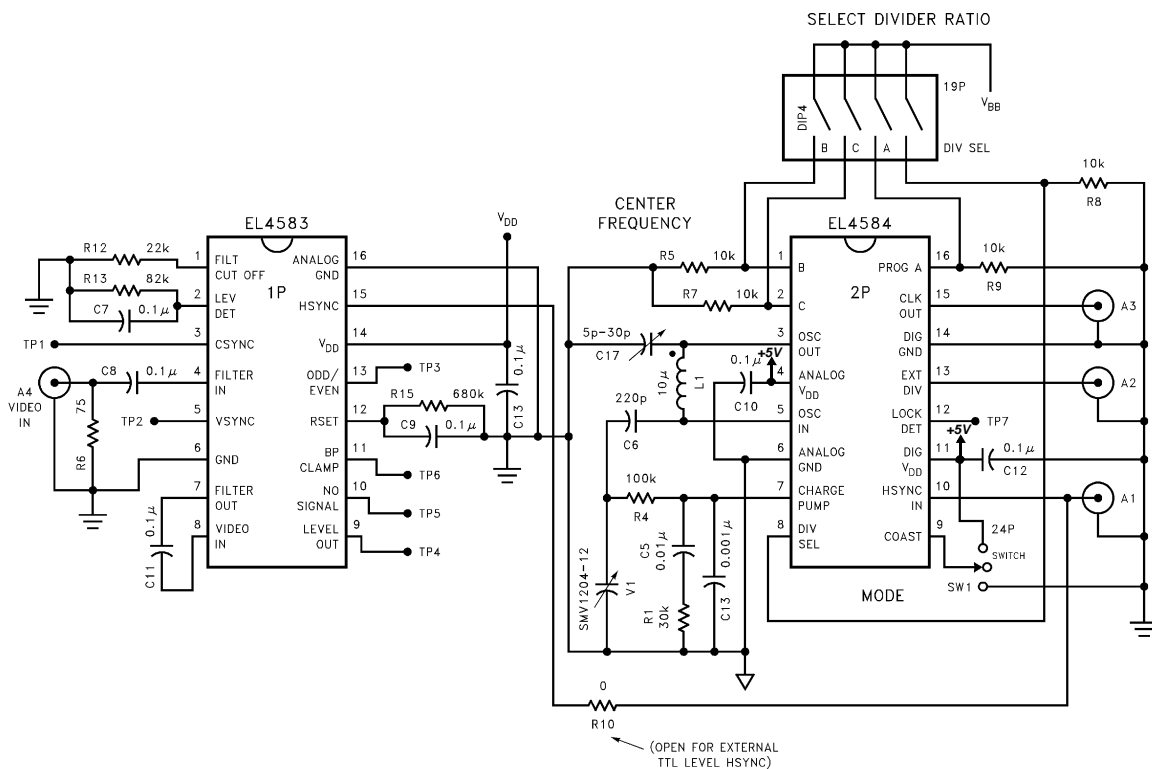 SELECT DIVIDER RATIO
19P
VBB
DIP4
B C A
DIV SEL
10k
R8
CENTER
FREQUENCY
VDD
EL4583
1P
R12 22k
R13 82k
C7 0.1µ
TP1
A4
VIDEO
IN
C8 0.1µ
75
R6
TP2
0.1µ
C11
1 FILT
CUT OFF
2 LEV
DET
3 CSYNC
4 FILTER
IN
5 VSYNC
6 GND
7 FILTER
OUT
8 VIDEO
IN
ANALOG 16
GND
HSYNC 15
VDD 14
ODD/ 13
EVEN
RSET 12
BP 11
CLAMP
NO 10
SIGNAL
LEVEL 9
OUT
TP3
R15 680k
C9 0.1µ
TP6
TP5
TP4
0.1µ
C13
EL4584
2P
R5 10k
R7 10k
5p-30p
C17
10µ
L1
0.1µ
+5V
C10
220p
C6
100k
R4
SMV1204-12
V1
C5
0.01µ
R1
30k
0.001µ
C13
1 B
2 C
3 OSC
OUT
4 ANALOG
VDD
5 OSC
IN
6 ANALOG
GND
7 CHARGE
PUMP
8 DIV
SEL
PROG A 16
CLK 15
OUT
DIG 14
GND
EXT 13
DIV
LOCK 12
DET
DIG 11
VDD
HSYNC 10
IN
COAST 9
10k
R9
A3
A2
TP7
+5V
0.1µ
C12
A1
24P
SWITCH
SW1
MODE
0
R10
(OPEN FOR EXTERNAL
TTL LEVEL HSYNC)